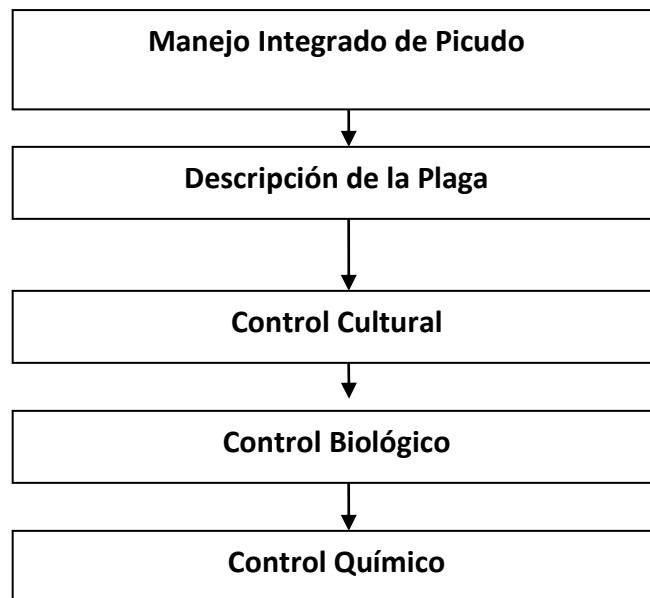 Manejo Integrado de Picudo
Descripción de la Plaga
Control Cultural
Control Biológico
Control Químico